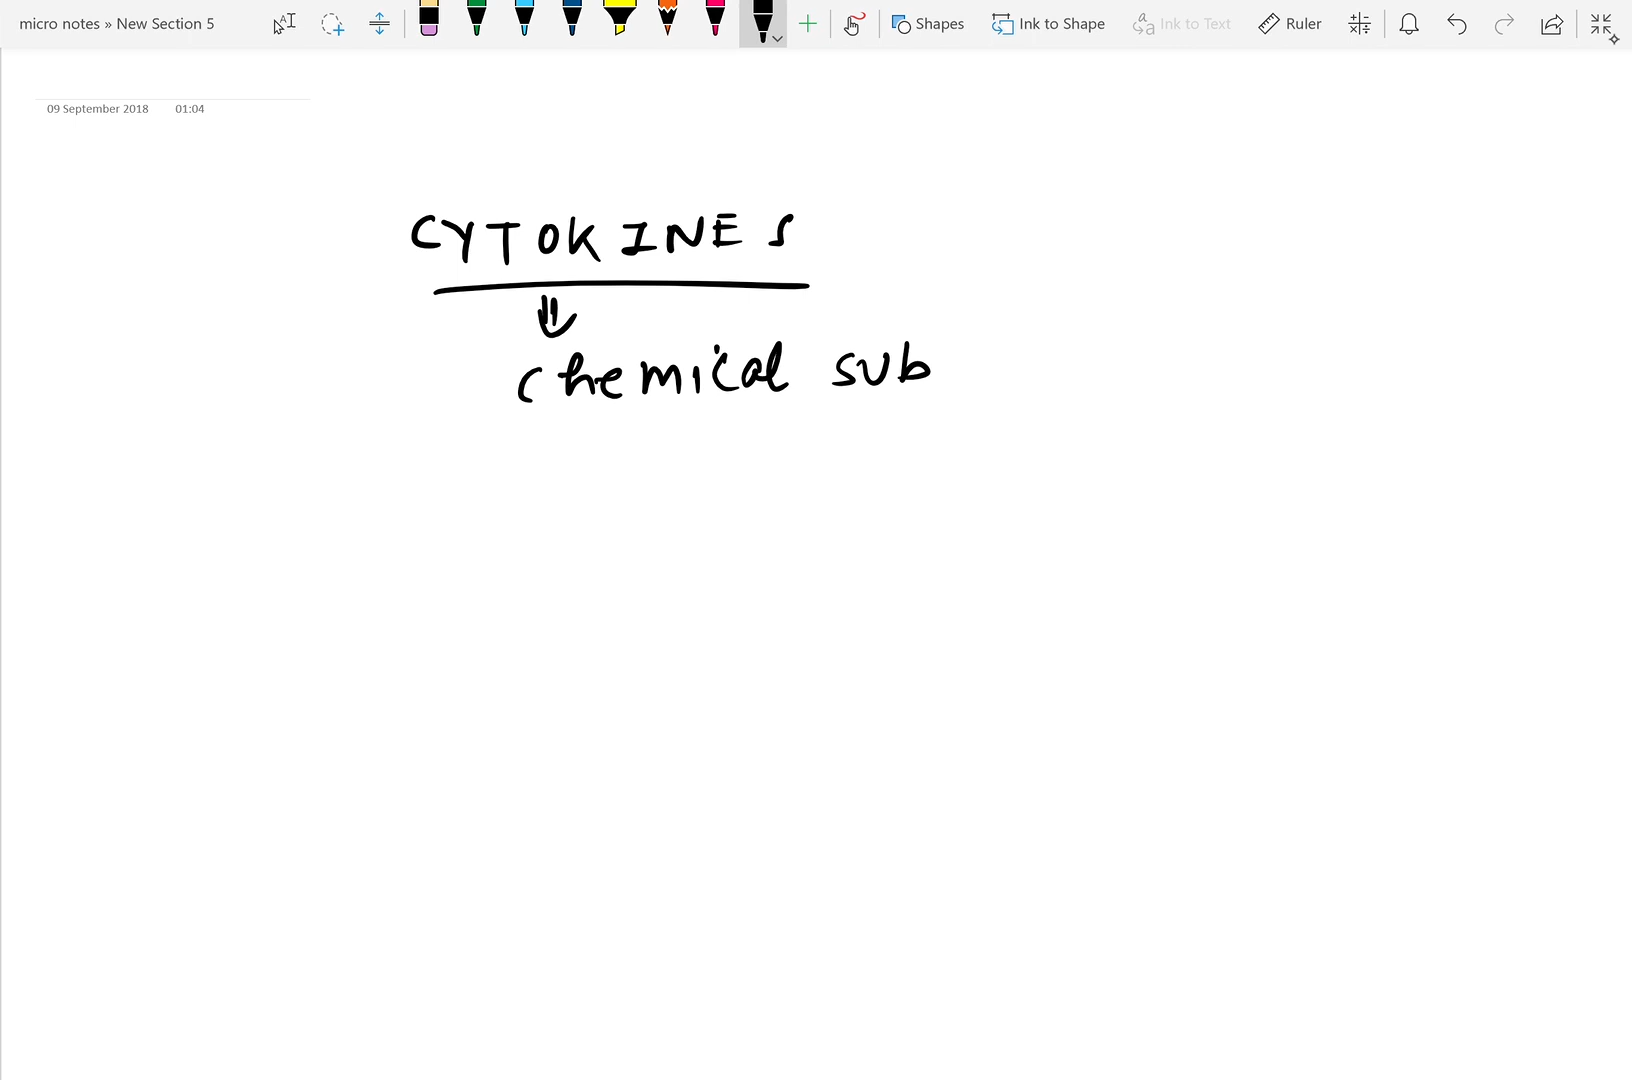 micro notes » New Section 5 Shapes Ink to Shape Ink to Text Ruler
09 September 2018 01:04
CYTOKINES
chemical sub